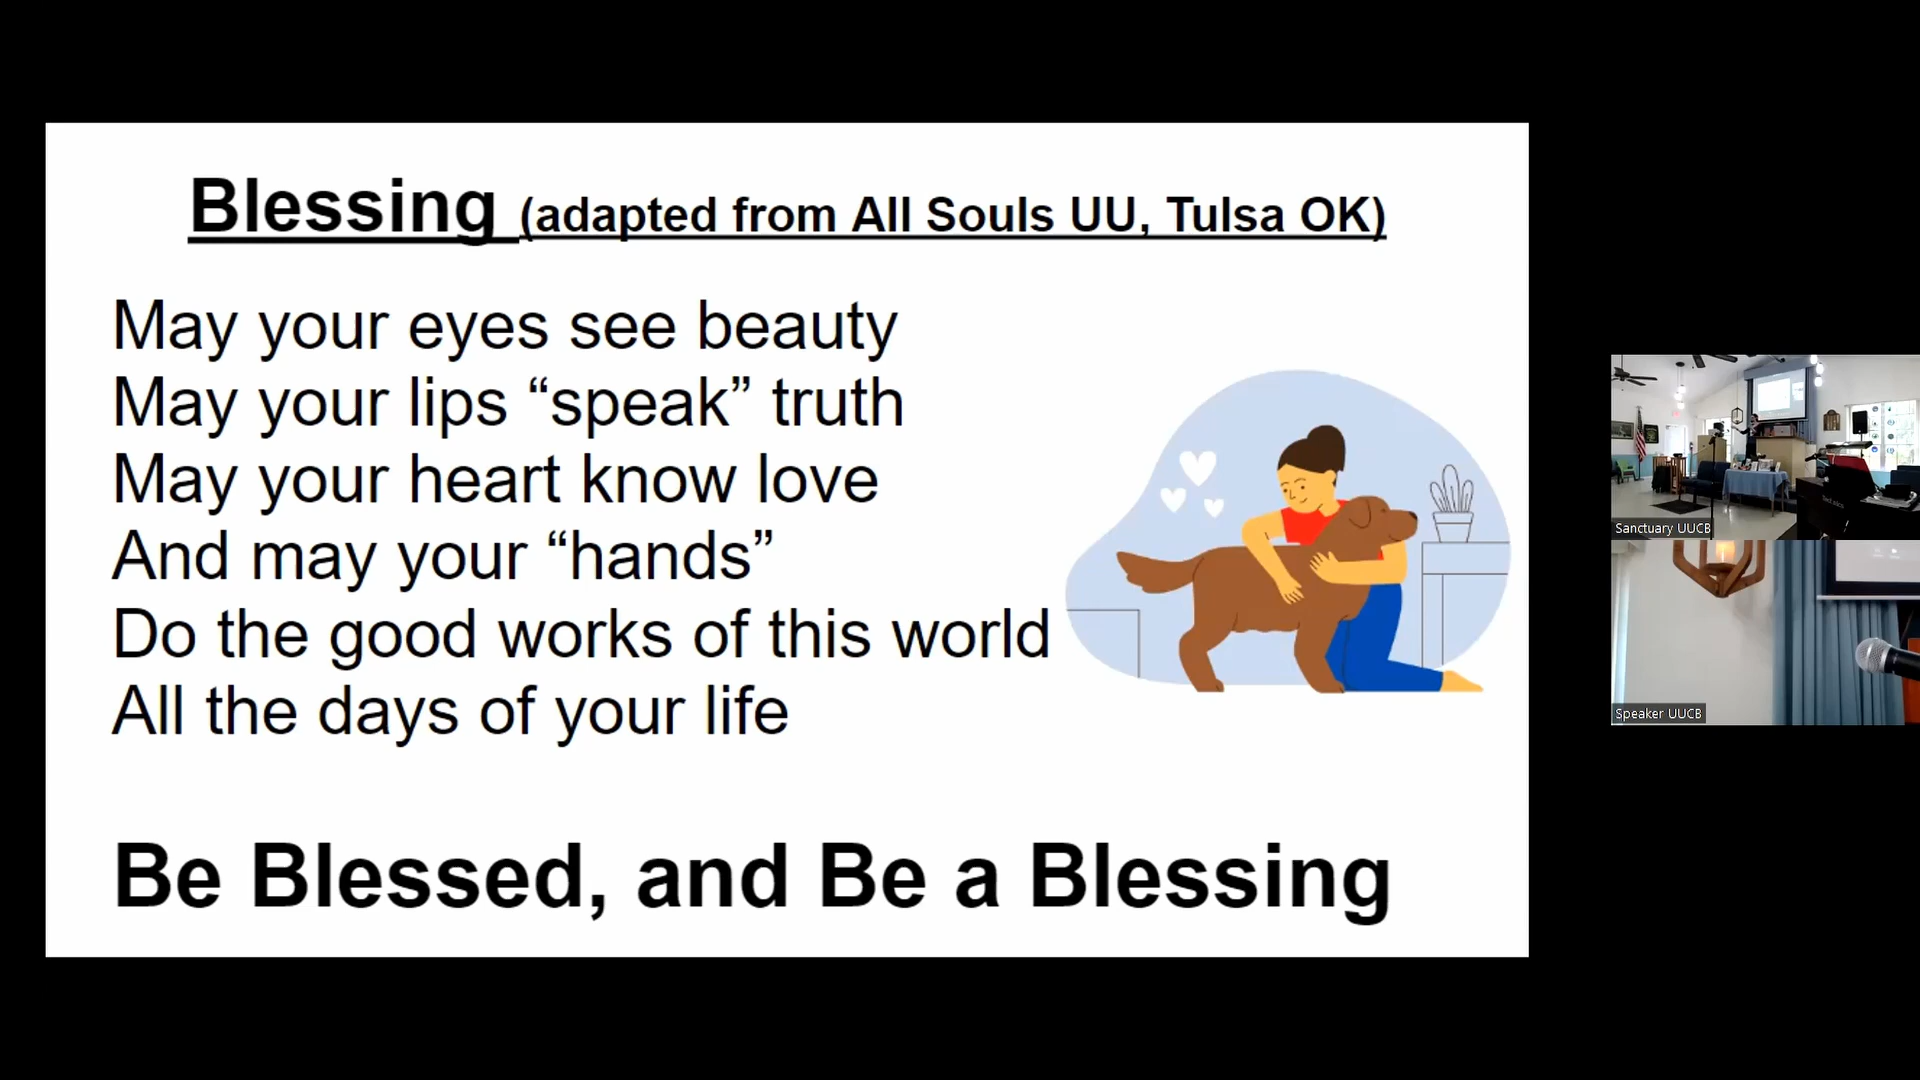 Blessing (adapted from All Souls UU, Tulsa OK)
May your eyes see beauty
May your lips “speak” truth
May your heart know love
And may your “hands”
Do the good works of this world
All the days of your life
Be Blessed, and Be a Blessing
Sanctuary UUCB
Speaker UUCB